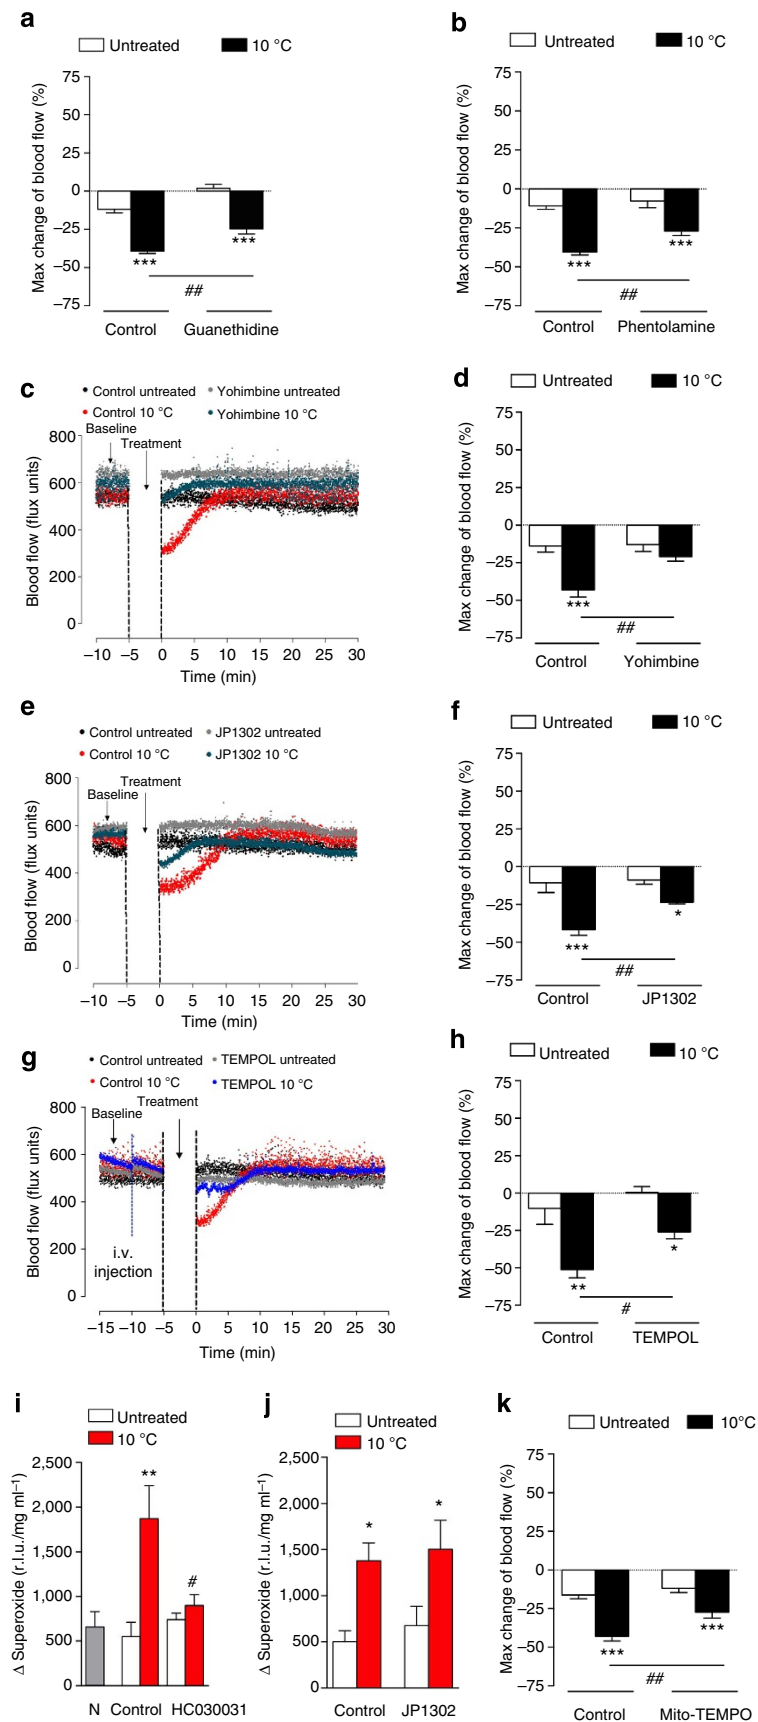 a
Untreated 10 °C
Max change of blood flow (%)
75
50
25
0
−25
−50
−75
***
***
##
Control Guanethidine
b
Untreated 10 °C
Max change of blood flow (%)
75
50
25
0
−25
−50
−75
***
***
##
Control Phentolamine
c
Control untreated Yohimbine untreated
Control 10 °C Yohimbine 10 °C
Baseline
Treatment
Blood flow (flux units)
800
600
400
200
0
−10 −5 0 5 10 15 20 25 30
Time (min)
d
Untreated 10 °C
Max change of blood flow (%)
75
50
25
0
−25
−50
−75
***
##
Control Yohimbine
e
Control untreated JP1302 untreated
Control 10 °C JP1302 10 °C
Treatment
Baseline
Blood flow (flux units)
800
600
400
200
0
−10 −5 0 5 10 15 20 25 30
Time (min)
f
Untreated 10 °C
Max change of blood flow (%)
75
50
25
0
−25
−50
−75
***
*
##
Control JP1302
g
Control untreated TEMPOL untreated
Control 10 °C TEMPOL 10 °C
Treatment
Baseline
Blood flow (flux units)
800
600
400
200
0
i.v.
injection
−15 −10 −5 0 5 10 15 20 25 30
Time (min)
h
Untreated 10 °C
Max change of blood flow (%)
75
50
25
0
−25
−50
−75
**
*
#
Control TEMPOL
i
Untreated
10 °C
Δ Superoxide (r.l.u./mg ml−1)
2,500
2,000
1,500
1,000
500
0
**
#
N Control HC030031
j
Untreated
10 °C
Δ Superoxide (r.l.u./mg ml−1)
2,500
2,000
1,500
1,000
500
0
*
*
Control JP1302
k
Untreated 10°C
Max change of blood flow (%)
75
50
25
0
−25
−50
−75
***
***
##
Control Mito-TEMPO